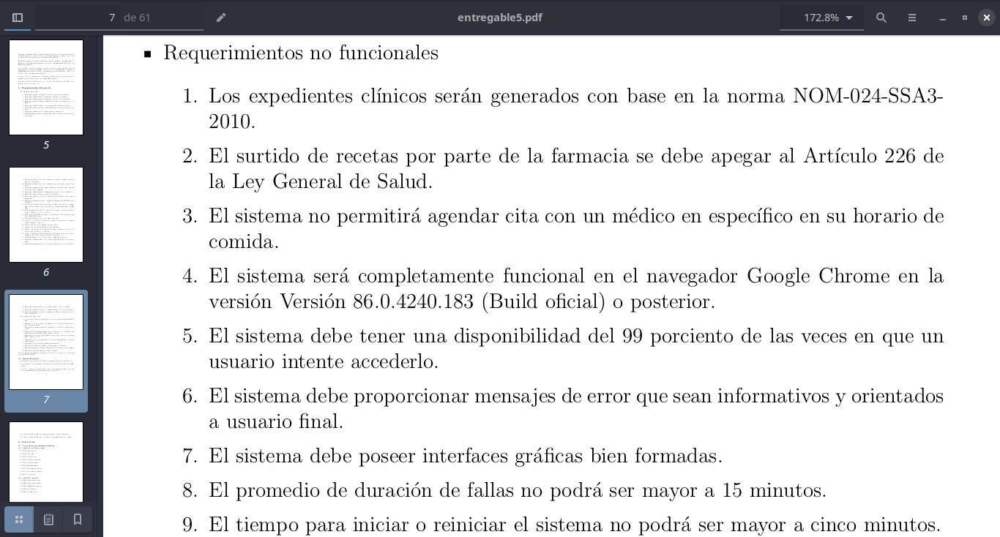 7 de 61
entregable5.pdf
172.8%
5
6
7
▪ Requerimientos no funcionales
1. Los expedientes clínicos serán generados con base en la norma NOM-024-SSA3-
2010.
2. El surtido de recetas por parte de la farmacia se debe apegar al Artículo 226 de
la Ley General de Salud.
3. El sistema no permitirá agendar cita con un médico en específico en su horario de
comida.
4. El sistema será completamente funcional en el navegador Google Chrome en la
versión Versión 86.0.4240.183 (Build oficial) o posterior.
5. El sistema debe tener una disponibilidad del 99 porciento de las veces en que un
usuario intente accederlo.
6. El sistema debe proporcionar mensajes de error que sean informativos y orientados
a usuario final.
7. El sistema debe poseer interfaces gráficas bien formadas.
8. El promedio de duración de fallas no podrá ser mayor a 15 minutos.
9. El tiempo para iniciar o reiniciar el sistema no podrá ser mayor a cinco minutos.